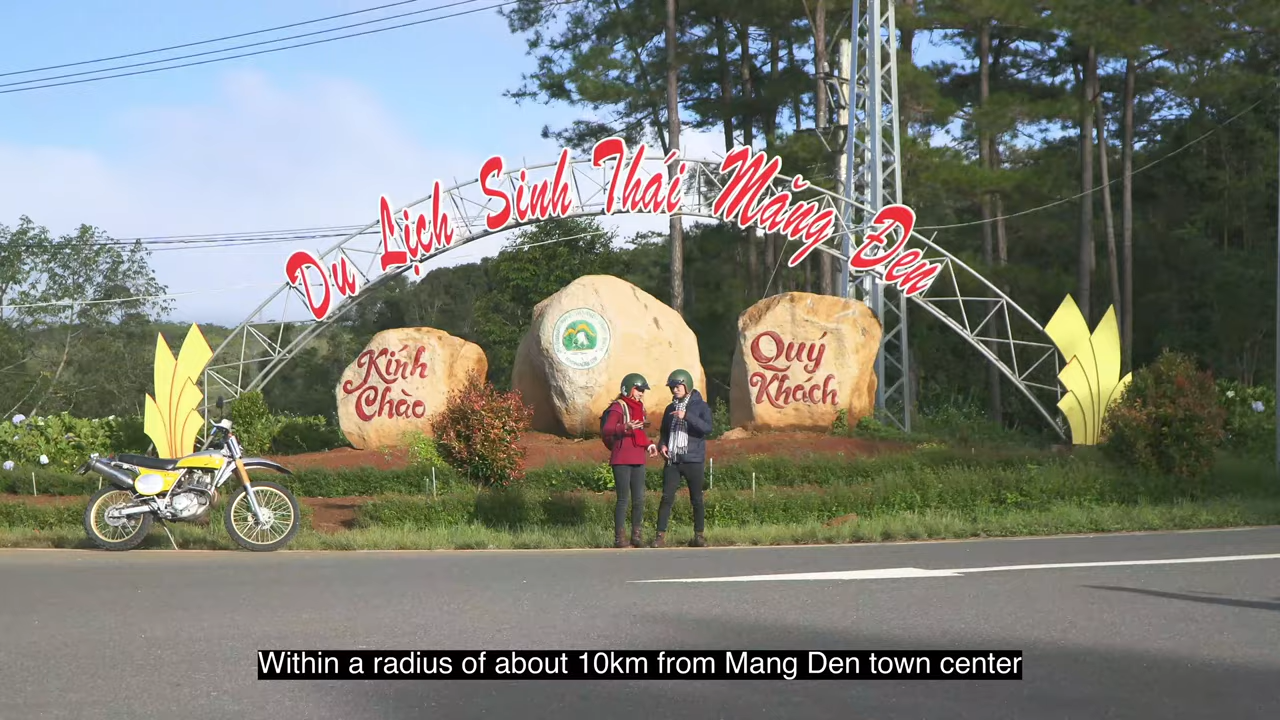 Du Lịch Sinh Thái Măng Đen
Kính
Chào
Quý
Khách
Within a radius of about 10km from Mang Den town center